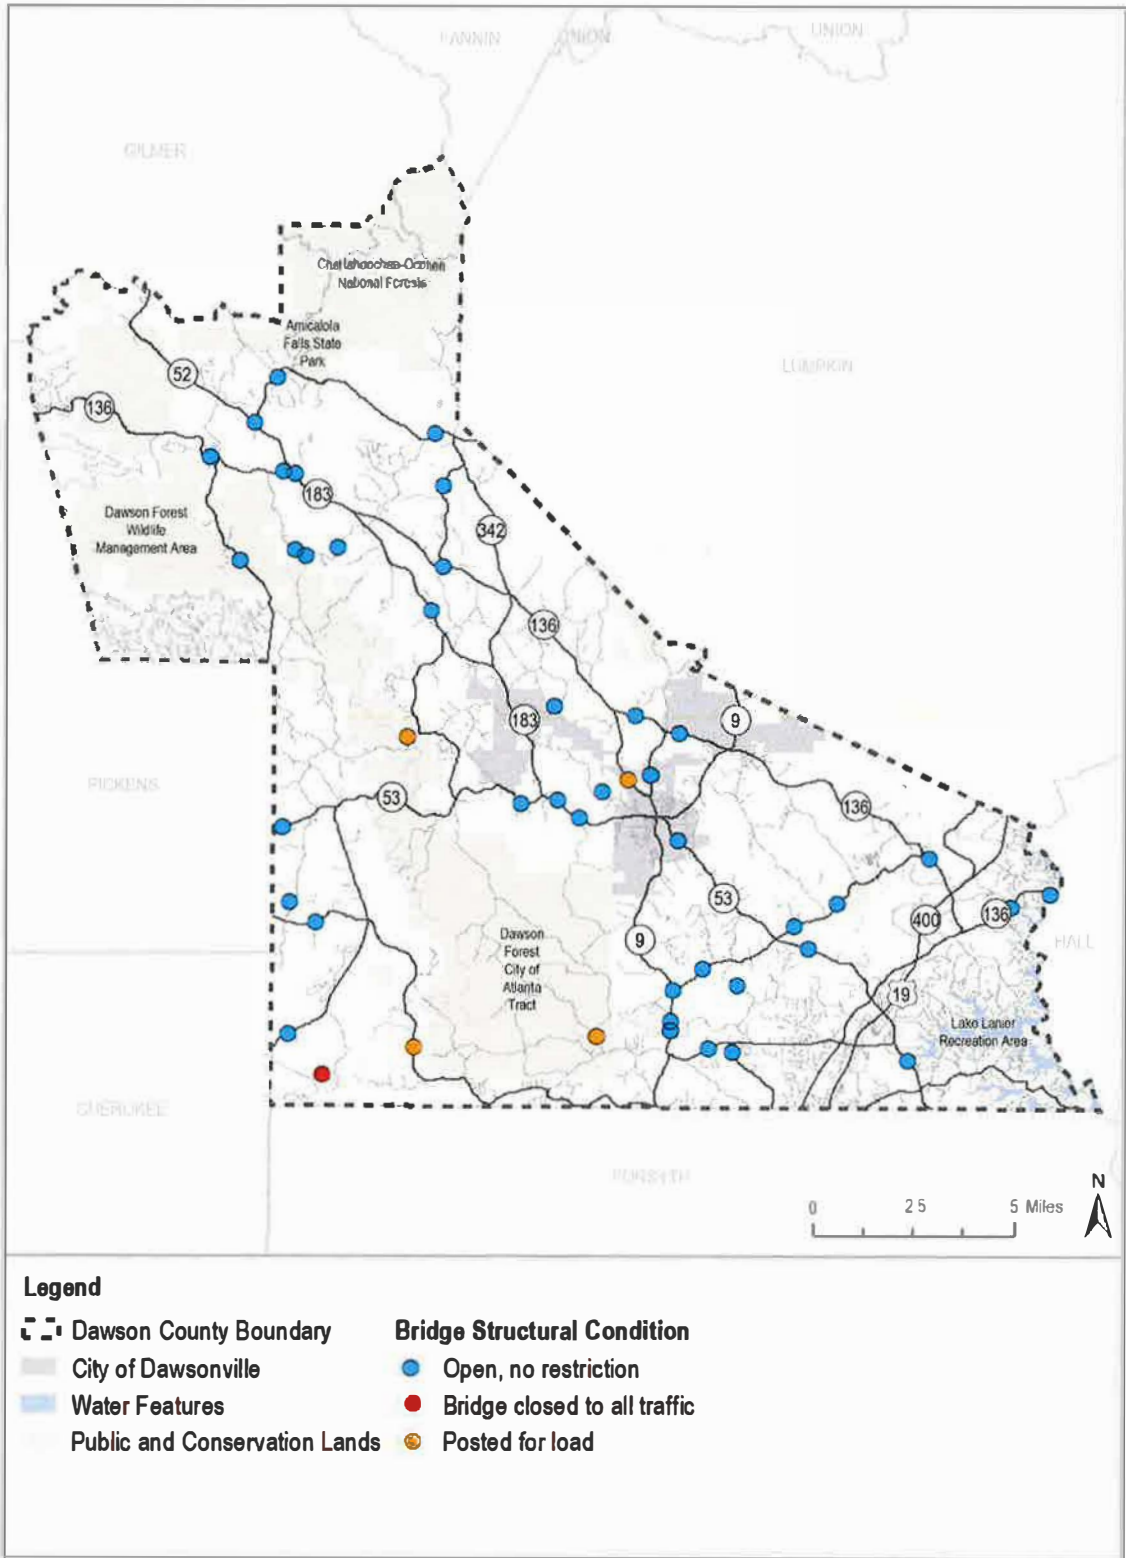 FANNIN
UNION
UNION
GILMER
Chattahoochee-Oconee
National Forests
Amicalola
Falls State
Park
LUMPKIN
52
136
183
Dawson Forest
Wildlife
Management Area
342
136
183
9
PICKENS
53
136
53
400
136
9
HALL
Dawson
Forest
City of
Atlanta
Tract
19
Lake Lanier
Recreation Area
CHEROKEE
FORSYTH
N
0 2 5 5 Miles
Legend
Dawson County Boundary
City of Dawsonville
Water Features
Public and Conservation Lands
Bridge Structural Condition
Open, no restriction
Bridge closed to all traffic
Posted for load